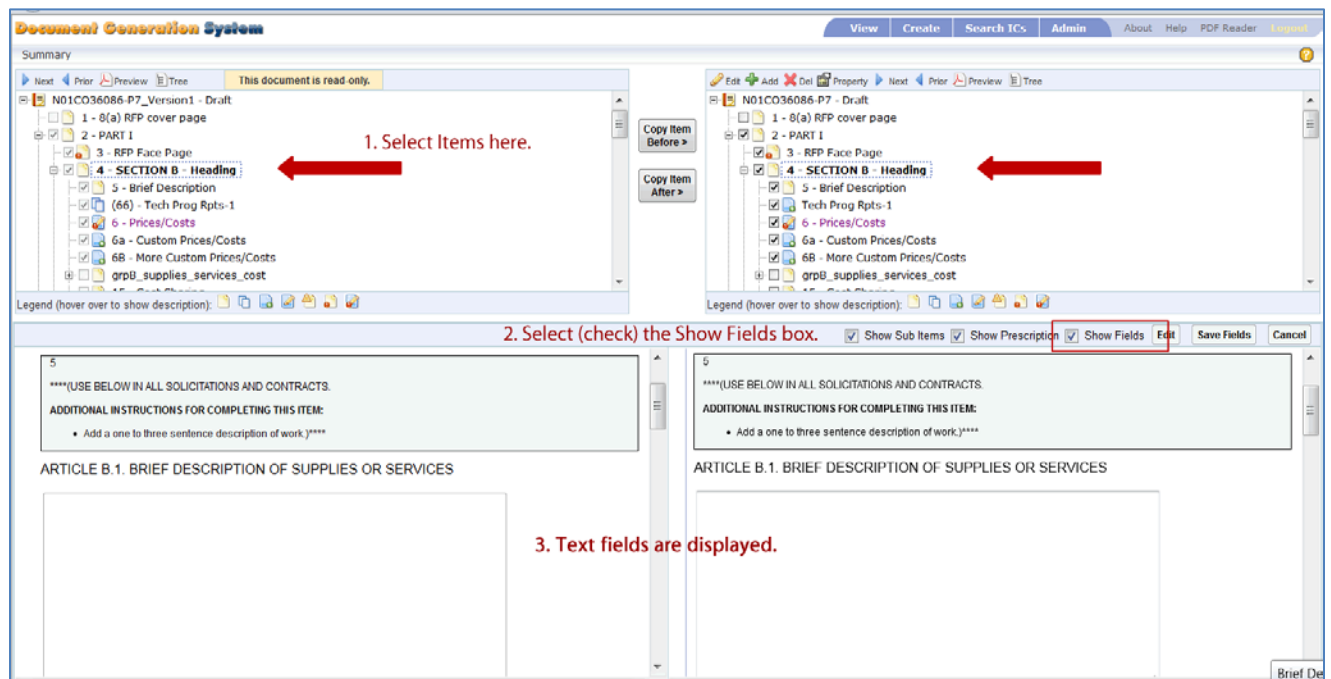 Document Generation System
View Create Search ICs Admin About Help PDF Reader Logout
Summary
Next Prior Preview Tree This document is read-only.
N01CO36086-P7_Version1 - Draft
1 - 8(a) RFP cover page
2 - PART I
3 - RFP Face Page
4 - SECTION B - Heading
5 - Brief Description
(66) - Tech Prog Rpts-1
6 - Prices/Costs
6a - Custom Prices/Costs
6B - More Custom Prices/Costs
grpB_supplies_services_cost
15 - Cost Sharing
Legend (hover over to show description):
1. Select Items here.
Copy Item Before »
Copy Item After »
Edit Add Del Property Next Prior Preview Tree
N01CO36086-P7 - Draft
1 - 8(a) RFP cover page
2 - PART I
3 - RFP Face Page
4 - SECTION B - Heading
5 - Brief Description
Tech Prog Rpts-1
6 - Prices/Costs
6a - Custom Prices/Costs
6B - More Custom Prices/Costs
grpB_supplies_services_cost
15 - Cost Sharing
Legend (hover over to show description):
2. Select (check) the Show Fields box. Show Sub Items Show Prescription Show Fields Edit Save Fields Cancel
5
****(USE BELOW IN ALL SOLICITATIONS AND CONTRACTS.
ADDITIONAL INSTRUCTIONS FOR COMPLETING THIS ITEM:
• Add a one to three sentence description of work.)****
ARTICLE B.1. BRIEF DESCRIPTION OF SUPPLIES OR SERVICES
5
****(USE BELOW IN ALL SOLICITATIONS AND CONTRACTS.
ADDITIONAL INSTRUCTIONS FOR COMPLETING THIS ITEM:
• Add a one to three sentence description of work.)****
ARTICLE B.1. BRIEF DESCRIPTION OF SUPPLIES OR SERVICES
3. Text fields are displayed.
Brief De